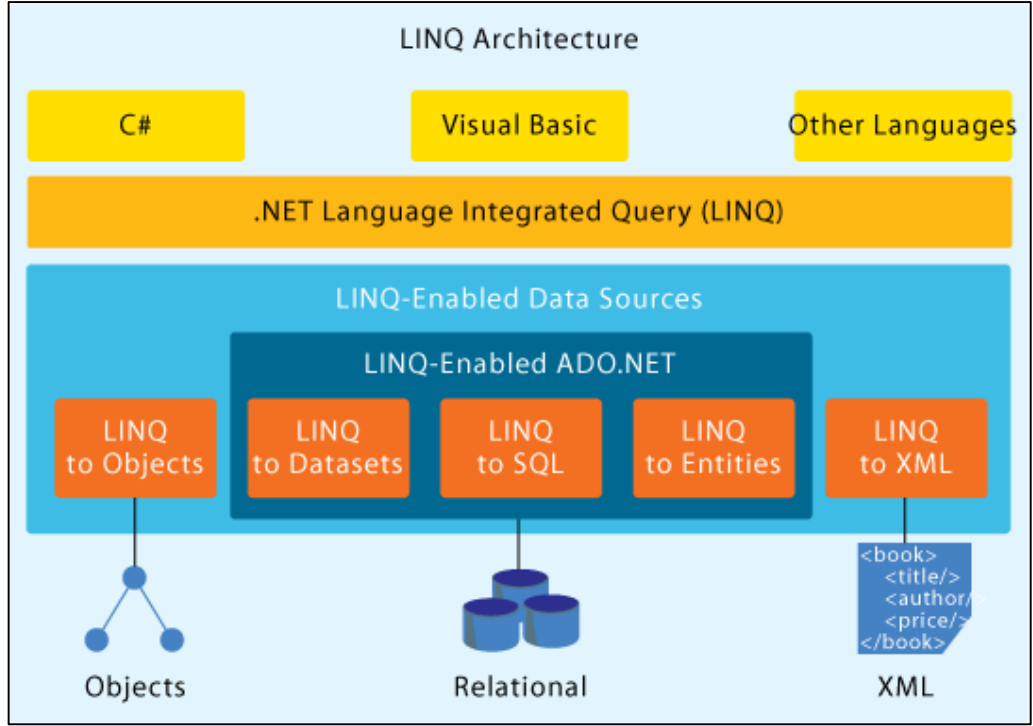 LINQ Architecture
C#
Visual Basic
Other Languages
.NET Language Integrated Query (LINQ)
LINQ-Enabled Data Sources
LINQ-Enabled ADO.NET
LINQ
to Objects
LINQ
to Datasets
LINQ
to SQL
LINQ
to Entities
LINQ
to XML
<book>
<title/>
<author/>
<price/>
</book>
Objects
Relational
XML